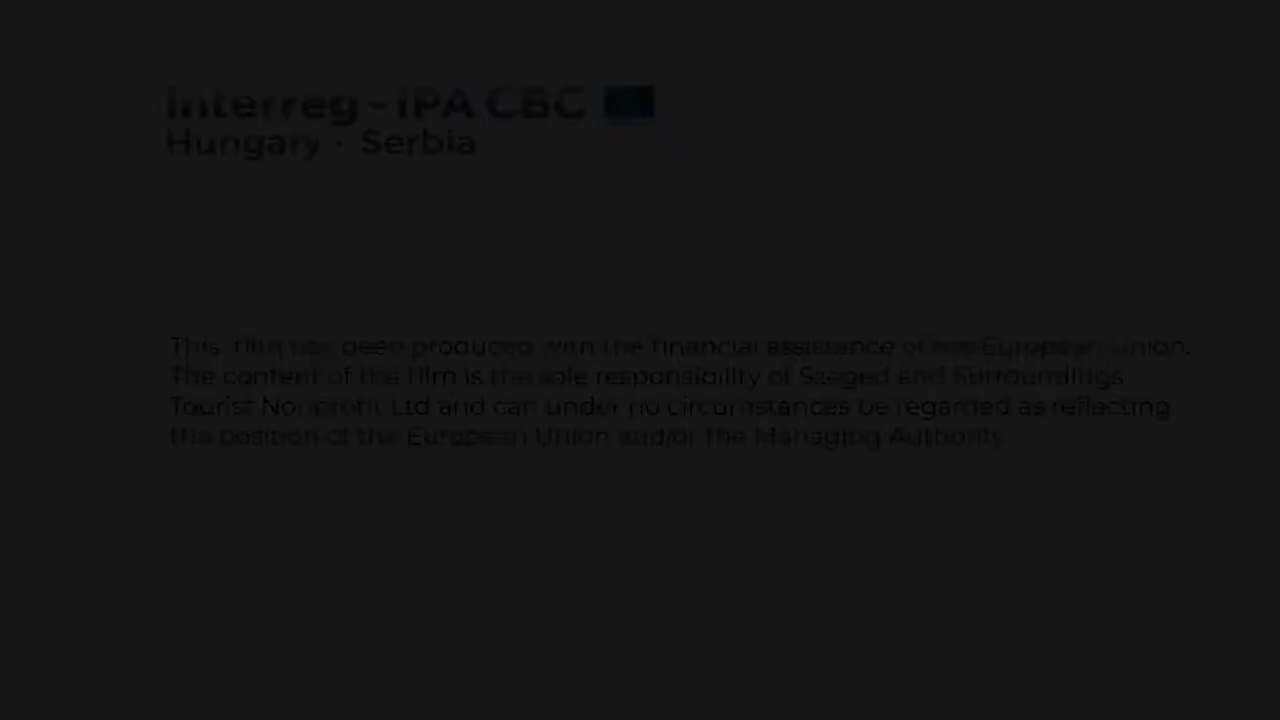 Interreg - IPA CBC
Hungary · Serbia
This film has been produced with the financial assistance of the European Union.
The content of the film is the sole responsibility of Szeged and Surroundings
Tourist Nonprofit Ltd and can under no circumstances be regarded as reflecting
the position of the European Union and/or the Managing Authority.